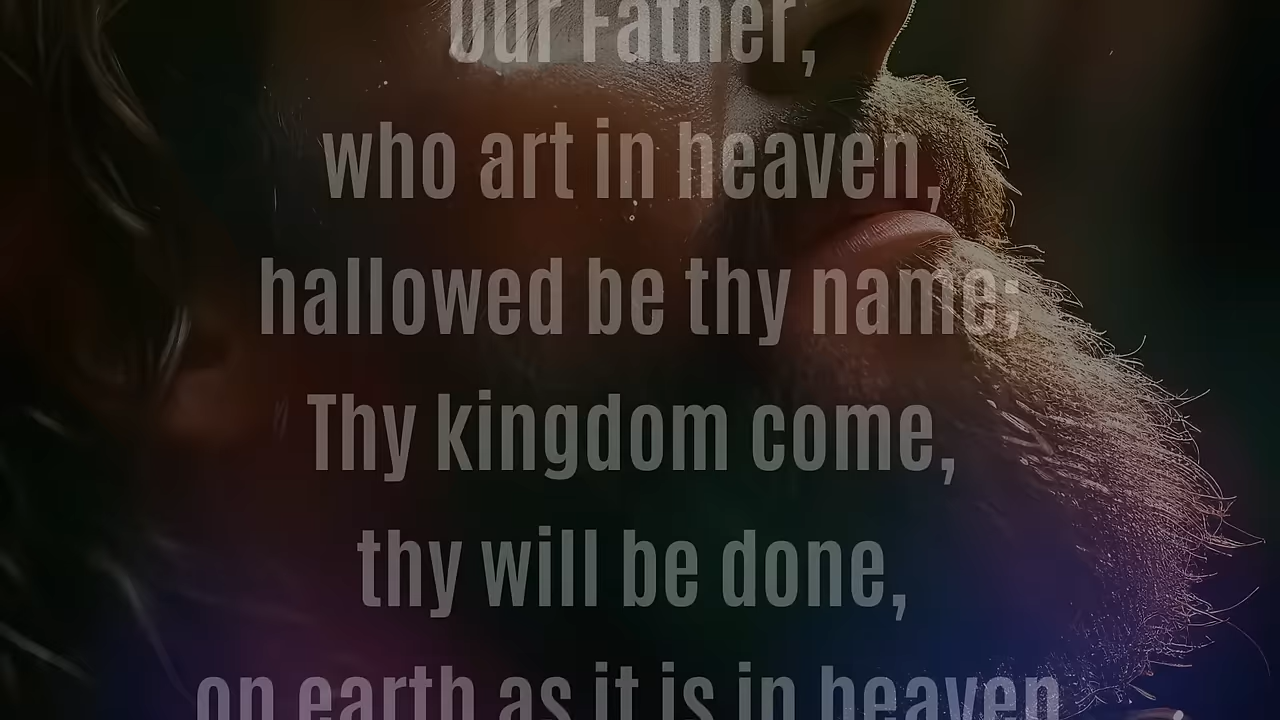 Our Father,
who art in heaven,
hallowed be thy name;
Thy kingdom come,
thy will be done,
on earth as it is in heaven